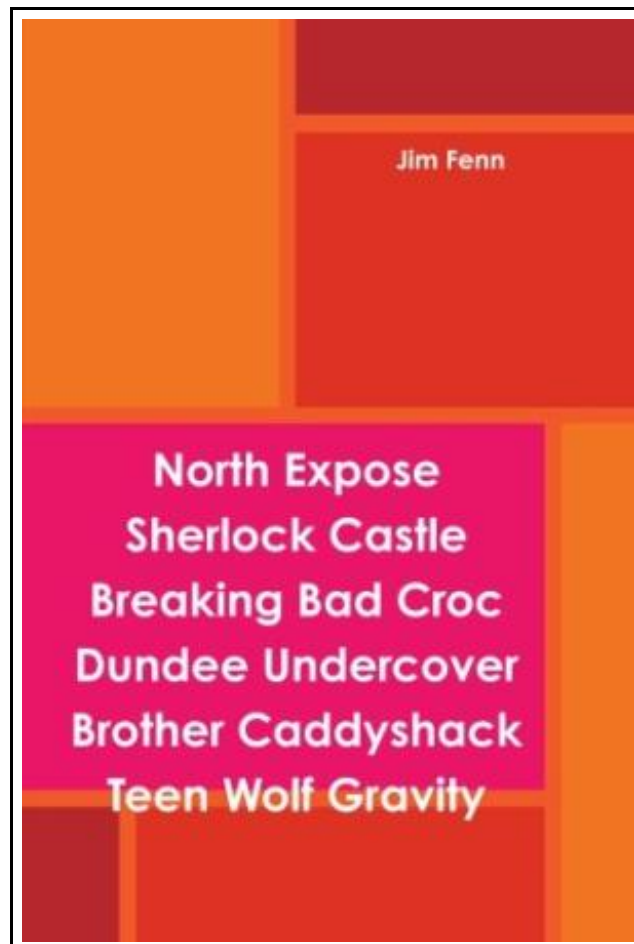 Jim Fenn
North Expose
Sherlock Castle
Breaking Bad Croc
Dundee Undercover
Brother Caddyshack
Teen Wolf Gravity